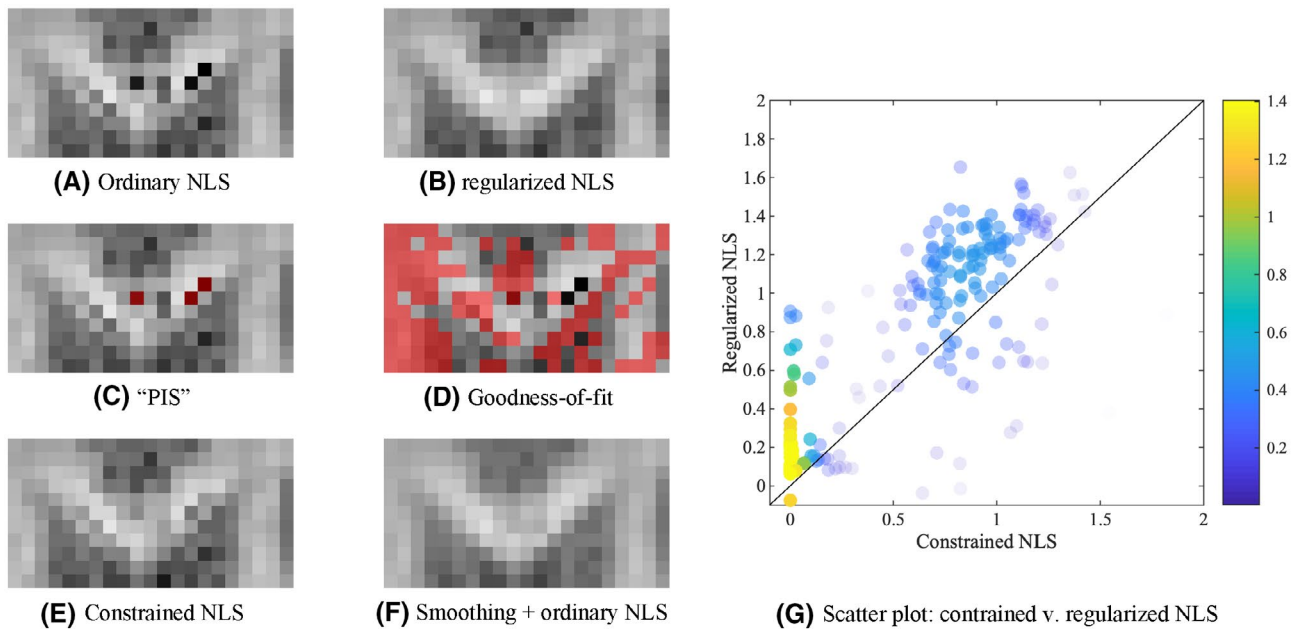 (A) Ordinary NLS
(B) regularized NLS
(C) “PIS”
(D) Goodness-of-fit
(E) Constrained NLS
(F) Smoothing + ordinary NLS
Regularized NLS
2
1.8
1.6
1.4
1.2
1
0.8
0.6
0.4
0.2
0
0
0.5
1
1.5
2
Constrained NLS
1.4
1.2
1
0.8
0.6
0.4
0.2
(G) Scatter plot: contrained v. regularized NLS